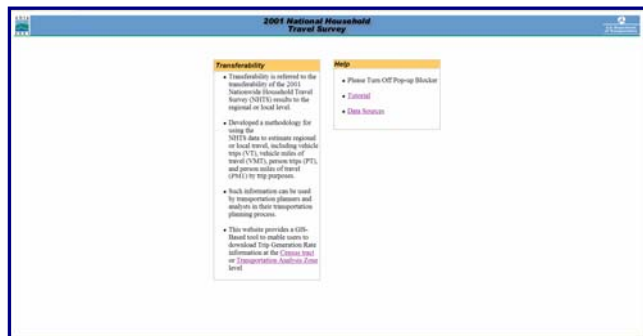 2001 National Household
Travel Survey
Transferability
Transferability is referred to the
transferability of the 2001
Nationwide Household Travel
Survey (NHTS) results to the
regional or local level.
Developed a methodology for
using the
NHTS data to estimate regional
or local travel, including vehicle
trips (VT), vehicle miles of
travel (VMT), person trips (PT),
and person miles of travel
(PMT) by trip purposes.
Such information can be used
by transportation planners and
analysts in their transportation
planning process.
This website provides a GIS-
Based tool to enable users to
download Trip Generation Rate
information at the Census tract
or Transportation Analysis Zone
level
Help
Please Turn Off Pop-up Blocker
Tutorial
Data Sources